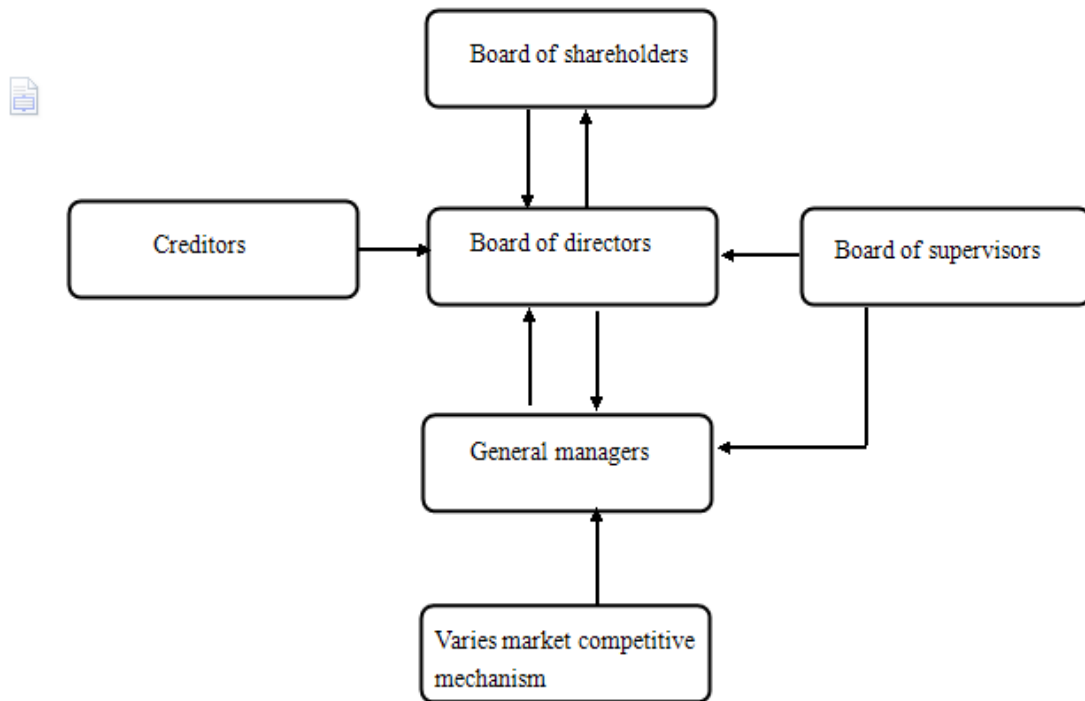 Board of shareholders
Creditors
Board of directors
Board of supervisors
General managers
Varies market competitive
mechanism